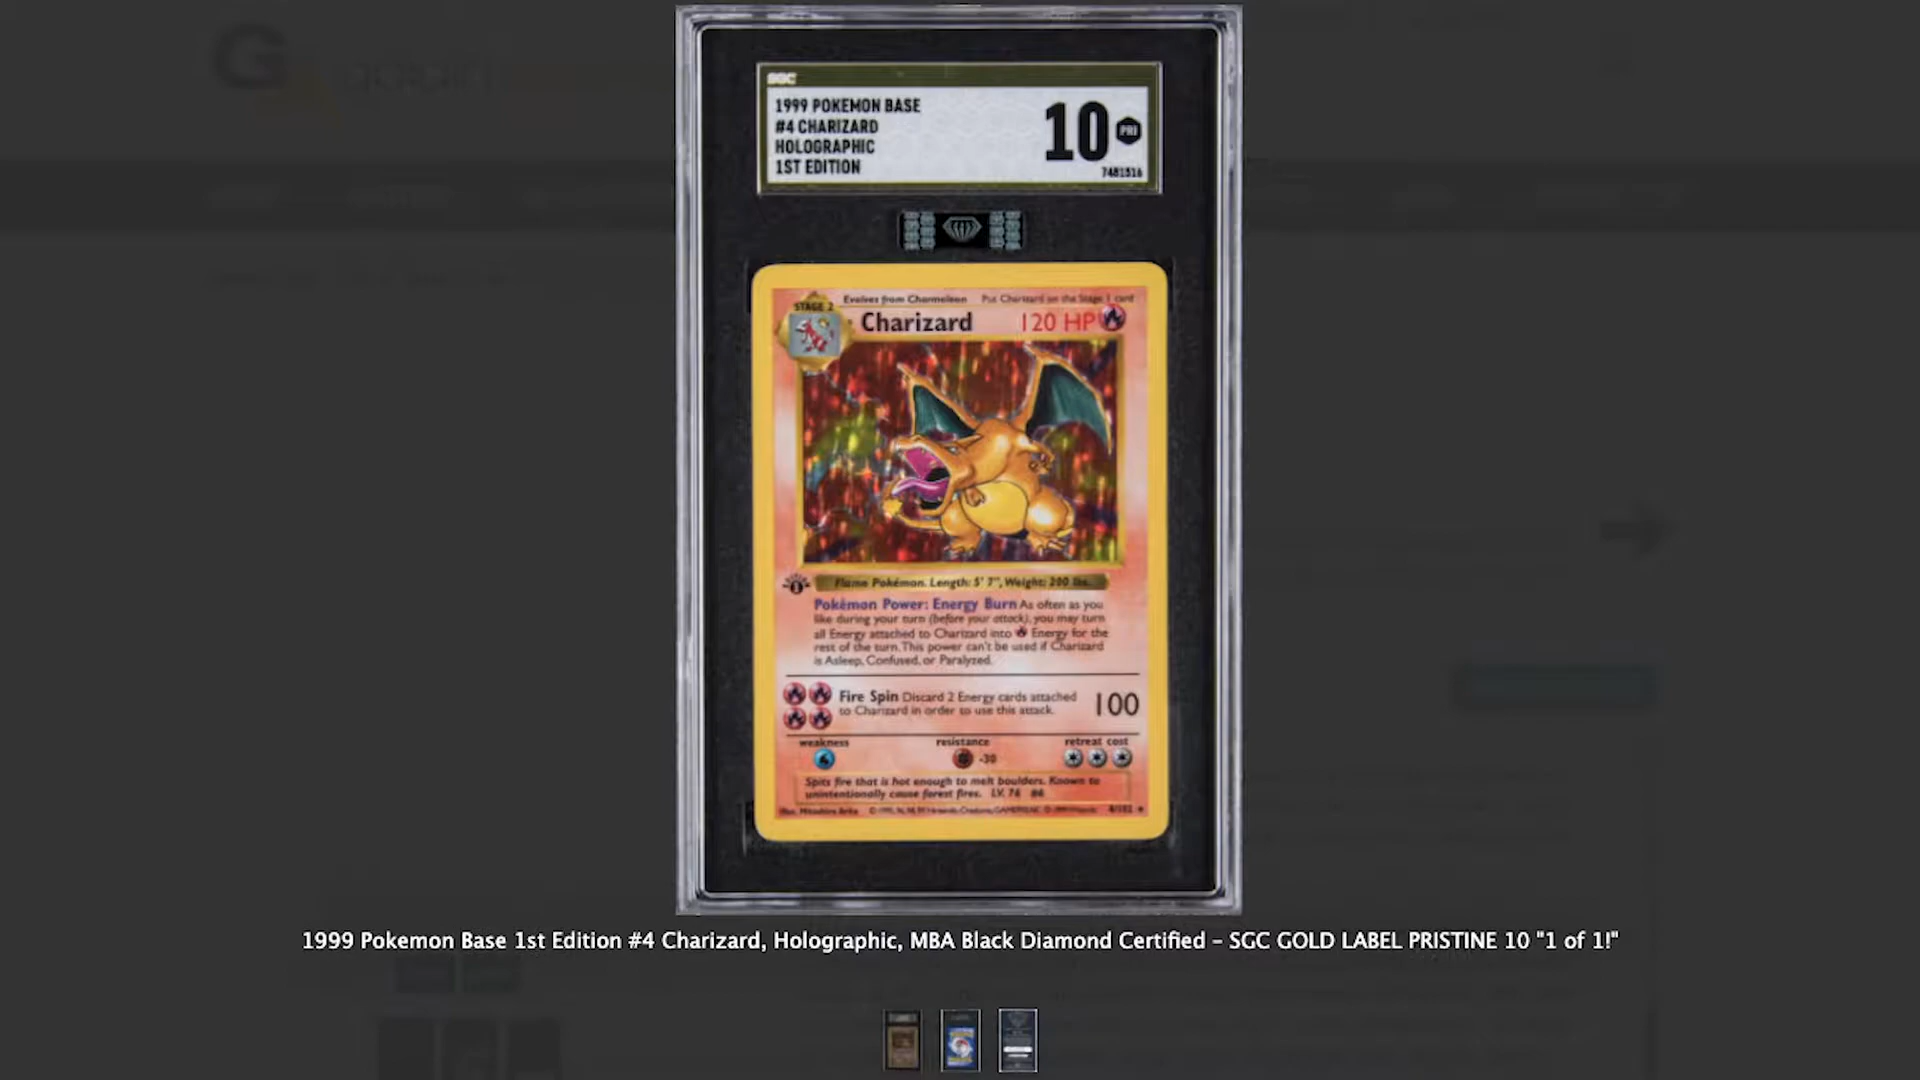 SGC
1999 POKEMON BASE
#4 CHARIZARD
HOLOGRAPHIC
1ST EDITION
10 PRI
7481516
STAGE 2
Evolves from Charmeleon Put Charizard on the Stage 1 card
Charizard 120 HP
Flame Pokémon. Length: 5' 7", Weight: 200 lbs.
Pokémon Power: Energy Burn As often as you
like during your turn (before your attack), you may turn
all Energy attached to Charizard into Energy for the
rest of the turn. This power can't be used if Charizard
is Asleep, Confused, or Paralyzed.
Fire Spin Discard 2 Energy cards attached
to Charizard in order to use this attack.
100
weakness resistance retreat cost
-30
Spits fire that is hot enough to melt boulders. Known to
unintentionally cause forest fires. LV. 76 #6
Illus. Mitsuhiro Arita
4/102
1999 Pokemon Base 1st Edition #4 Charizard, Holographic, MBA Black Diamond Certified – SGC GOLD LABEL PRISTINE 10 "1 of 1!"